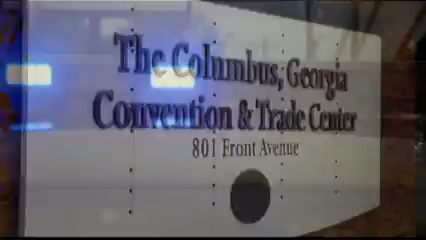 The Columbus, Georgia
Convention & Trade Center
801 Front Avenue